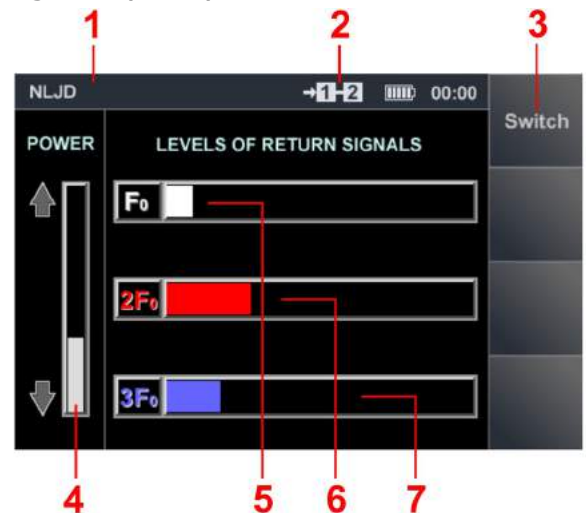 1 2 3
NLJD →1-2 00:00
Switch
POWER LEVELS OF RETURN SIGNALS
F₀
2F₀
3F₀
4 5 6 7